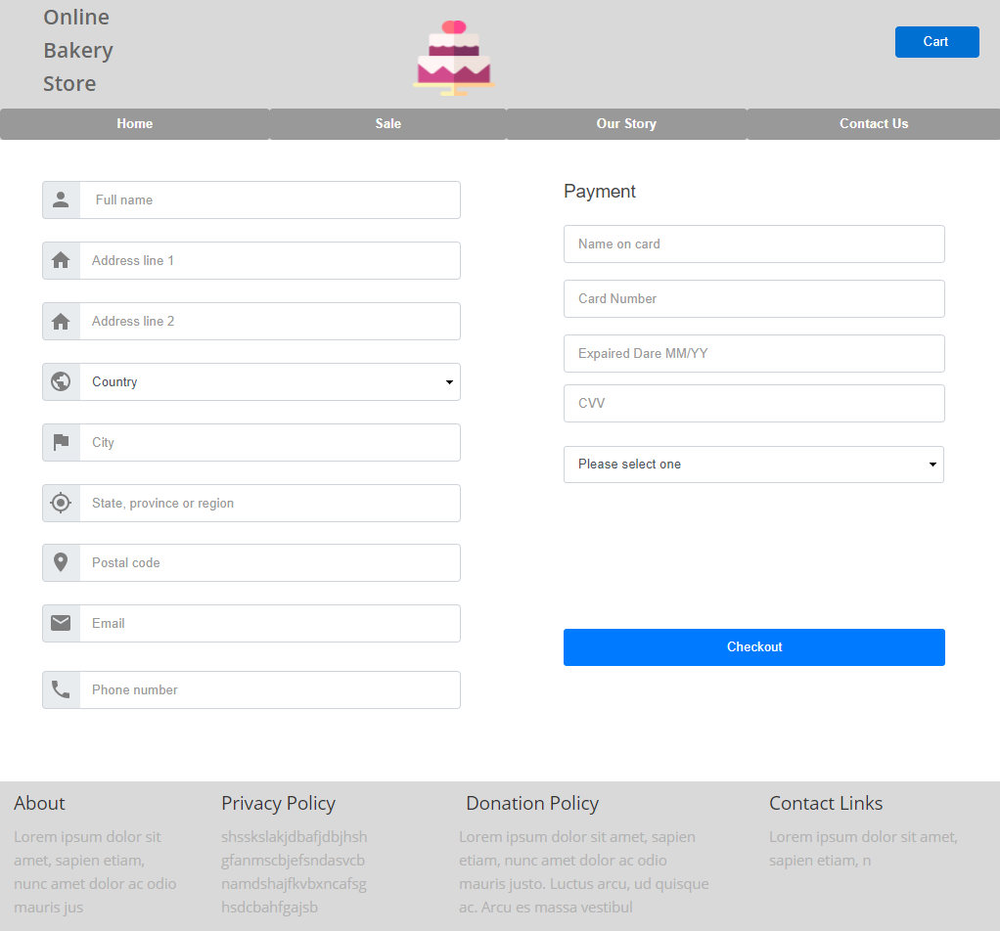 Online
Bakery
Store
Cart
Home
Sale
Our Story
Contact Us
Full name
Address line 1
Address line 2
Country
City
State, province or region
Postal code
Email
Phone number
Payment
Name on card
Card Number
Expaired Dare MM/YY
CVV
Please select one
Checkout
About
Lorem ipsum dolor sit
amet, sapien etiam,
nunc amet dolor ac odio
mauris jus
Privacy Policy
shsskslakjdbafjdbjhsh
gfanmscbjefsndasvcb
namdshajfkvbxncafsg
hsdcbahfgajsb
Donation Policy
Lorem ipsum dolor sit amet, sapien
etiam, nunc amet dolor ac odio
mauris justo. Luctus arcu, ud quisque
ac. Arcu es massa vestibul
Contact Links
Lorem ipsum dolor sit amet,
sapien etiam, n